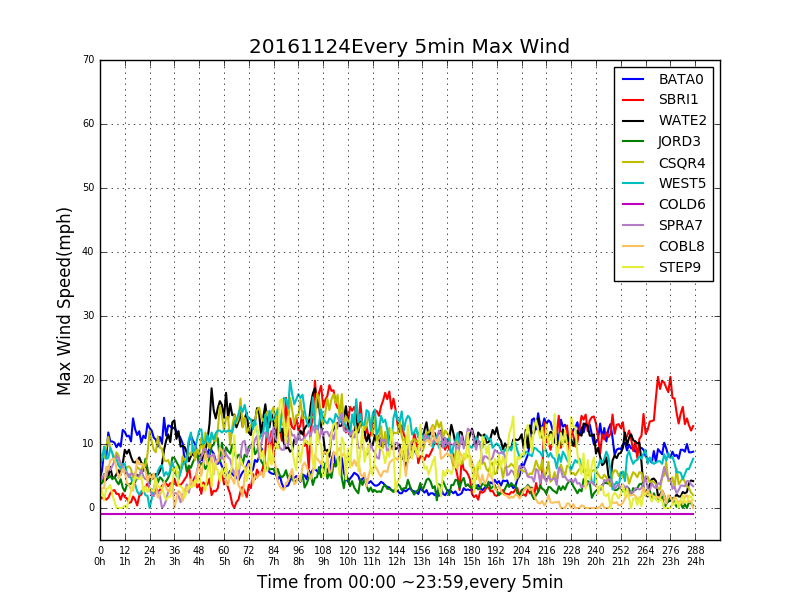 20161124Every 5min Max Wind
Max Wind Speed(mph)
70
60
50
40
30
20
10
0
BATA0
SBRI1
WATE2
JORD3
CSQR4
WEST5
COLD6
SPRA7
COBL8
STEP9
0 12 24 36 48 60 72 84 96 108 120 132 144 156 168 180 192 204 216 228 240 252 264 276 288
0h 1h 2h 3h 4h 5h 6h 7h 8h 9h 10h 11h 12h 13h 14h 15h 16h 17h 18h 19h 20h 21h 22h 23h 24h
Time from 00:00 ~23:59,every 5min